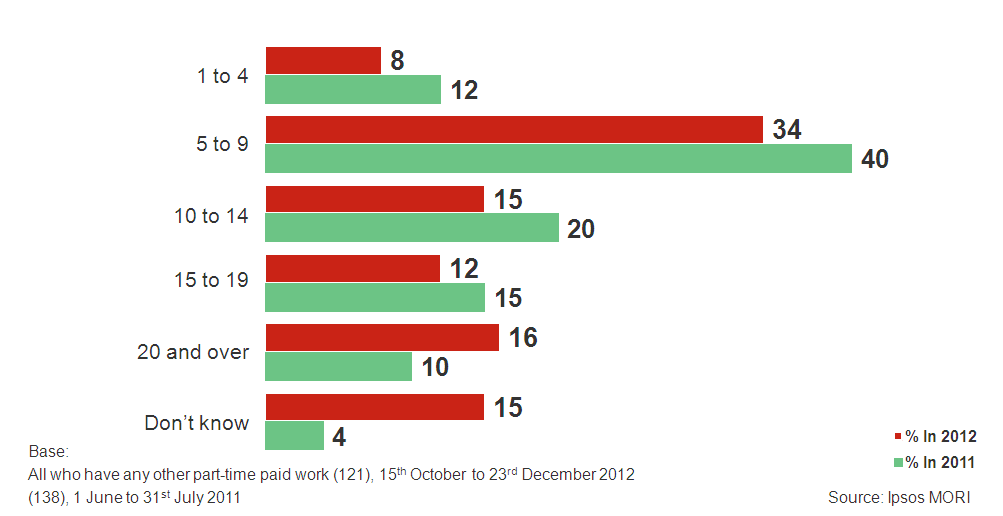 1 to 4
8
12
5 to 9
34
40
10 to 14
15
20
15 to 19
12
15
20 and over
16
10
Don’t know
15
4
% In 2012
% In 2011
Base:
All who have any other part-time paid work (121), 15th October to 23rd December 2012
(138), 1 June to 31st July 2011
Source: Ipsos MORI